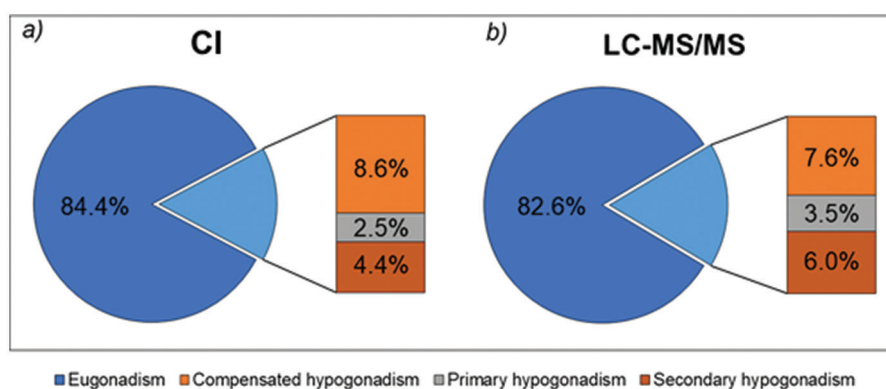 a)
CI
84.4%
8.6%
2.5%
4.4%
b)
LC-MS/MS
82.6%
7.6%
3.5%
6.0%
Eugonadism Compensated hypogonadism Primary hypogonadism Secondary hypogonadism